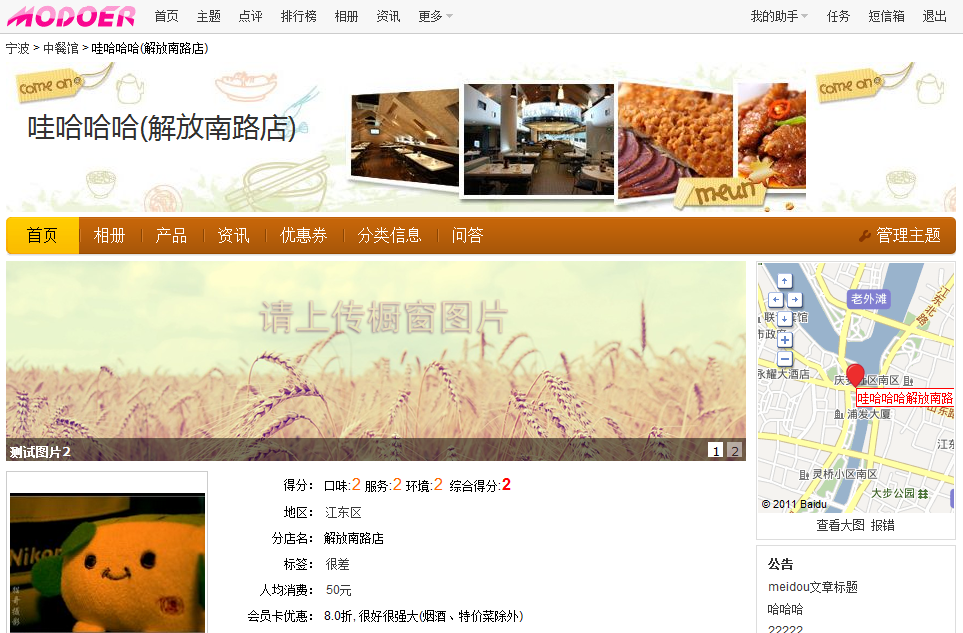 MODOER 首页 主题 点评 排行榜 相册 资讯 更多 我的助手 任务 短信箱 退出
宁波 > 中餐馆 > 哇哈哈哈(解放南路店)
come on@ come on@
哇哈哈哈(解放南路店)
meun
首页 相册 产品 资讯 优惠券 分类信息 问答 管理主题
请上传橱窗图片
测试图片2 1 2
老外滩
江东北路
市政
永耀大酒店
南区
哇哈哈哈解放南路
浦发大厦
灵桥小区南区
大步公园
© 2011 Baidu
查看大图 报错
Nikon
得分: 口味:2 服务:2 环境:2 综合得分:2
地区: 江东区
分店名: 解放南路店
标签: 很差
人均消费: 50元
会员卡优惠: 8.0折, 很好很强大(烟酒、特价菜除外)
公告
meidou文章标题
哈哈哈
22222